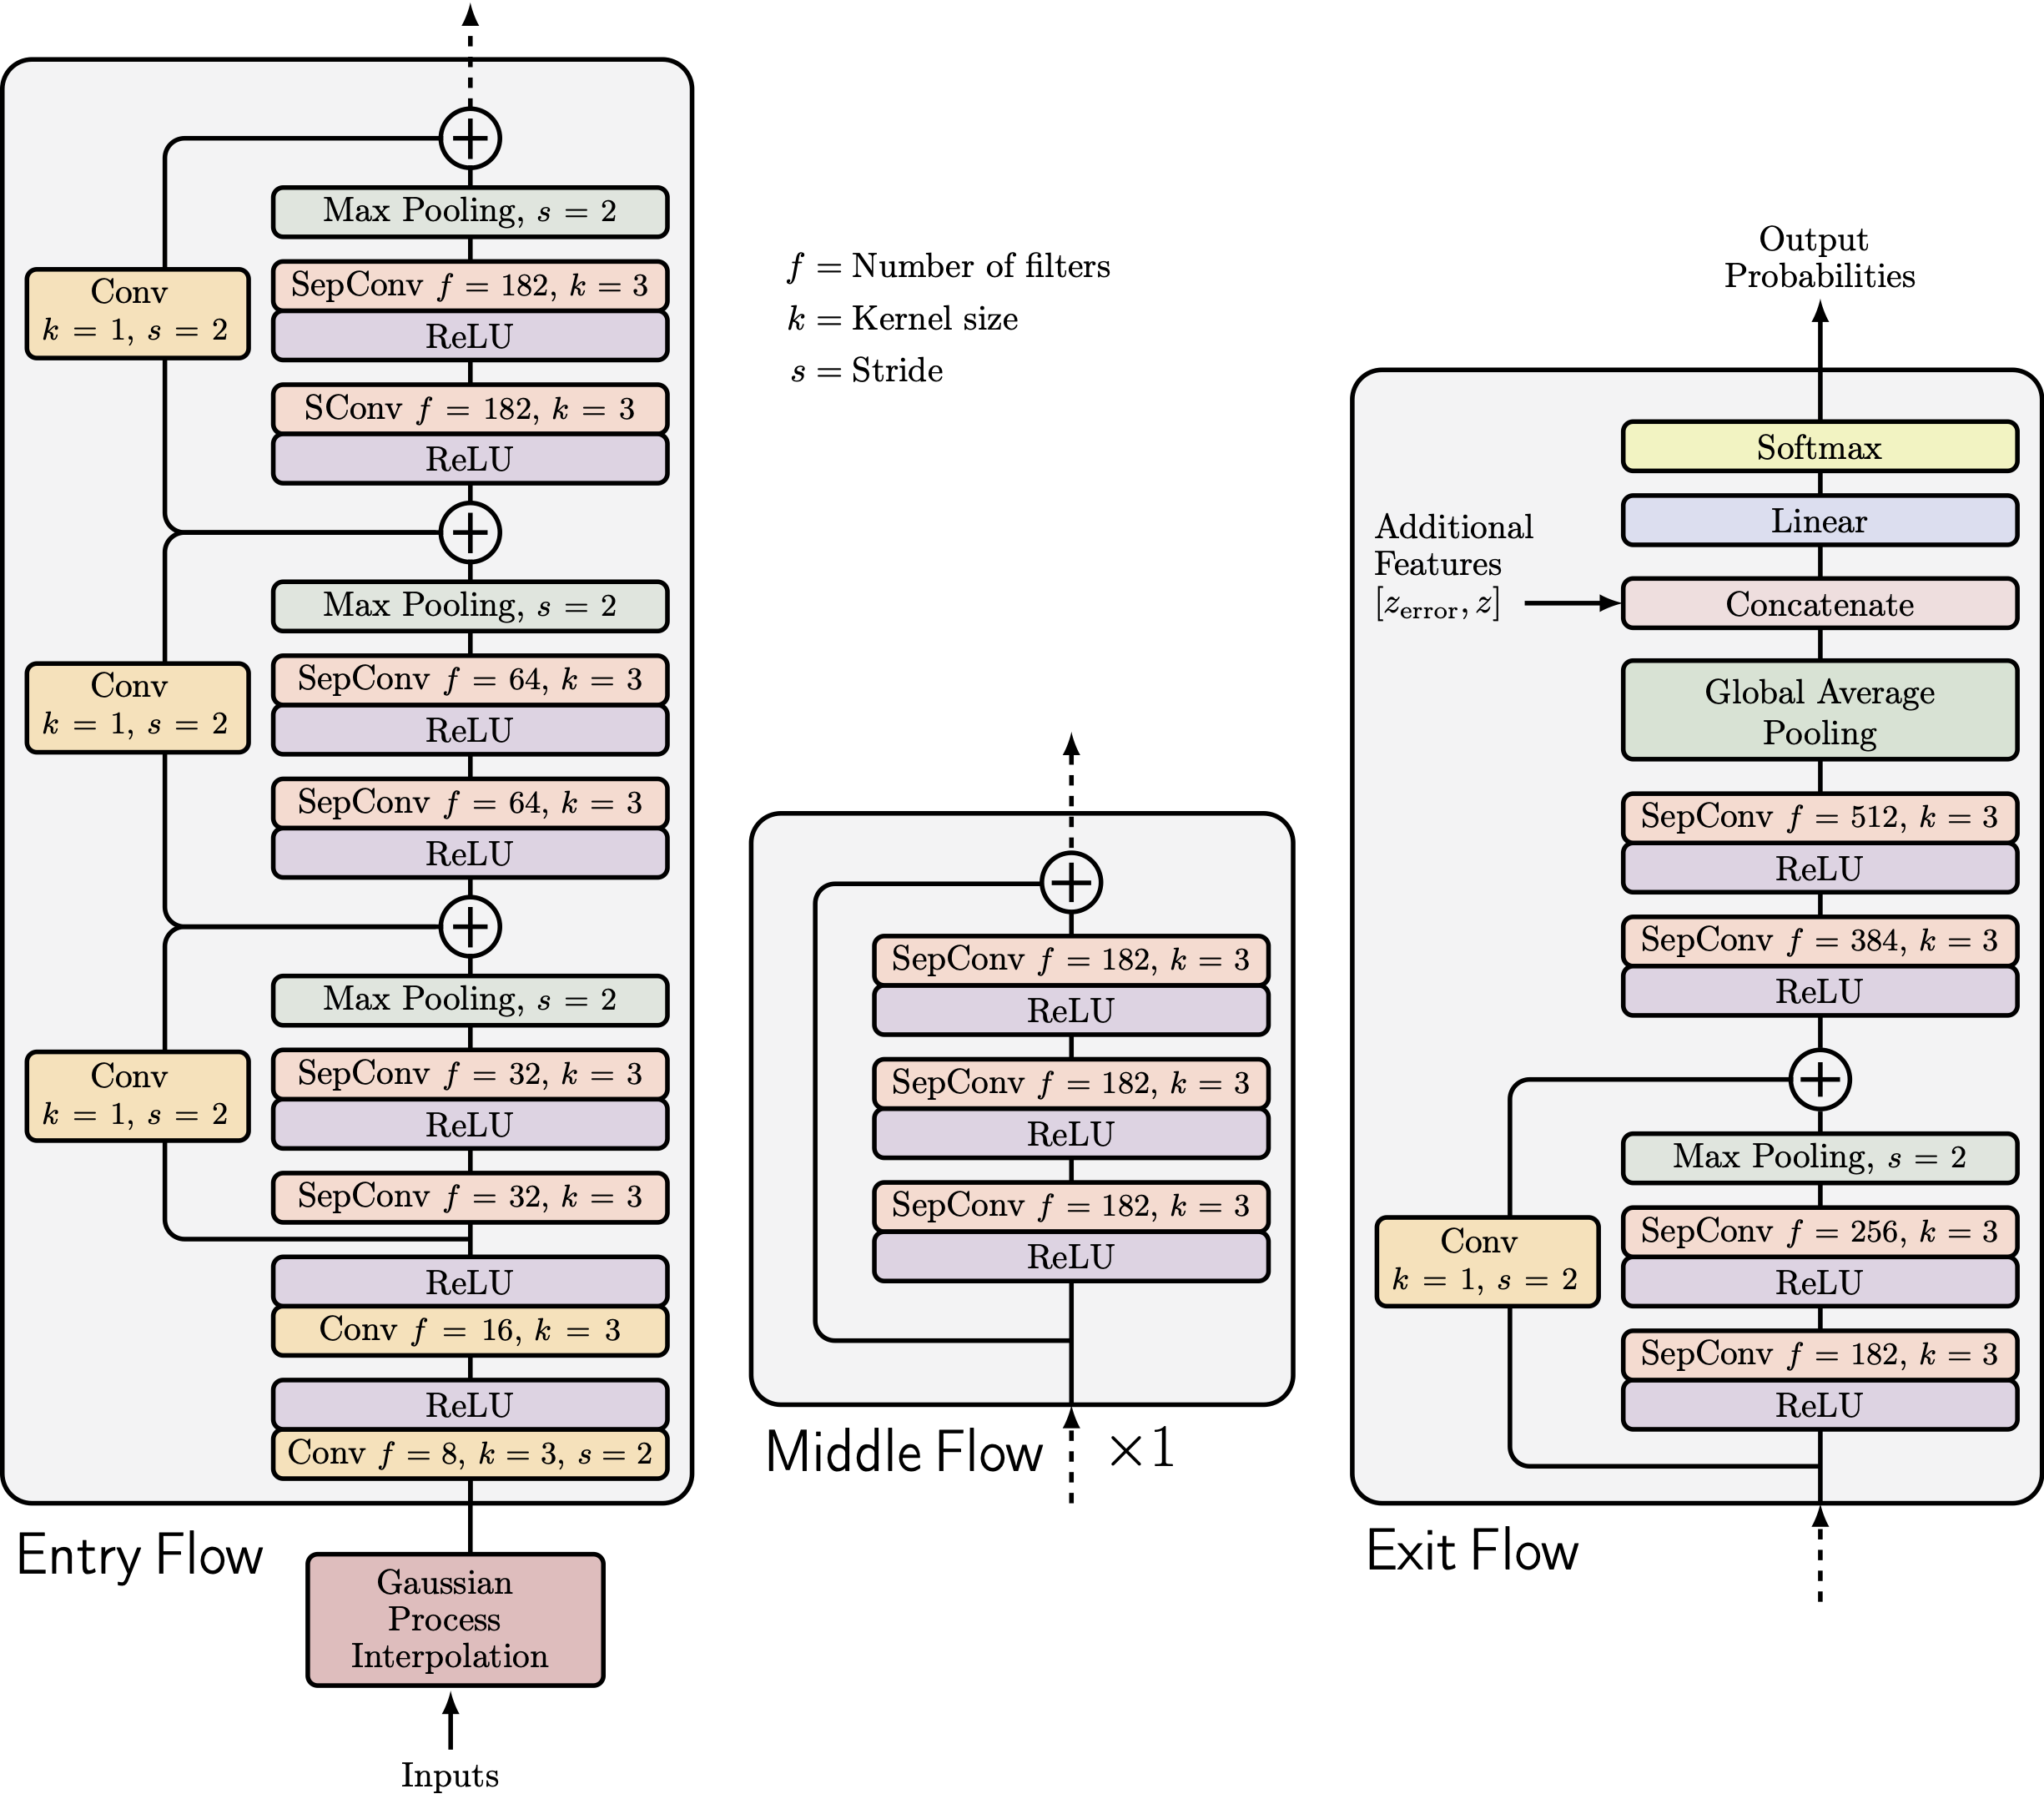 Max Pooling, s = 2
SepConv f = 182, k = 3
Conv
k = 1, s = 2
ReLU
SConv f = 182, k = 3
ReLU
Max Pooling, s = 2
SepConv f = 64, k = 3
Conv
k = 1, s = 2
ReLU
SepConv f = 64, k = 3
ReLU
Max Pooling, s = 2
SepConv f = 32, k = 3
Conv
k = 1, s = 2
ReLU
SepConv f = 32, k = 3
ReLU
Conv f = 16, k = 3
ReLU
Conv f = 8, k = 3, s = 2
Entry Flow
Gaussian
Process
Interpolation
Inputs
f = Number of filters
k = Kernel size
s = Stride
SepConv f = 182, k = 3
ReLU
SepConv f = 182, k = 3
ReLU
SepConv f = 182, k = 3
ReLU
Middle Flow ×1
Output
Probabilities
Softmax
Linear
Additional
Features
[z_error, z]
Concatenate
Global Average
Pooling
SepConv f = 512, k = 3
ReLU
SepConv f = 384, k = 3
ReLU
Max Pooling, s = 2
SepConv f = 256, k = 3
Conv
k = 1, s = 2
ReLU
SepConv f = 182, k = 3
ReLU
Exit Flow